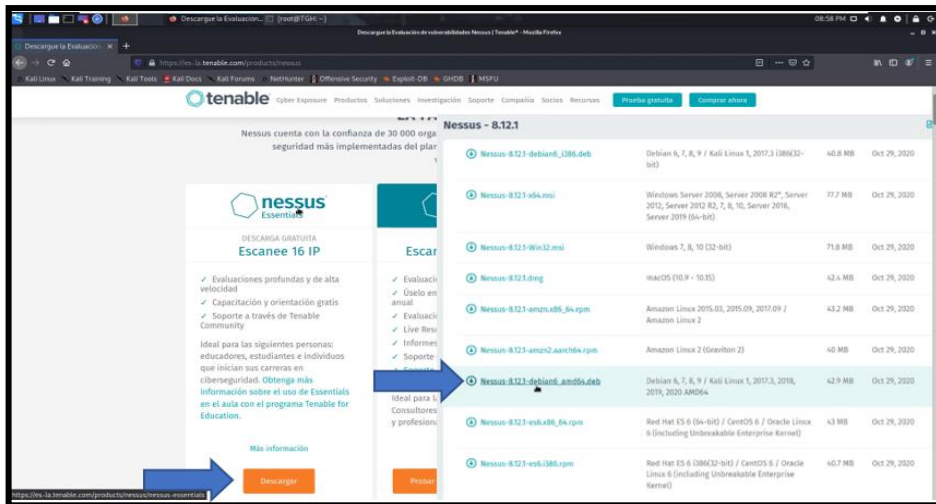 Descargue la Evaluación...
[root@TGH: ~]
08:58 PM
Descargue la Evaluación de vulnerabilidades Nessus | Tenable® - Mozilla Firefox
Descargue la Evaluación
https://es-la.tenable.com/products/nessus
Kali Linux
Kali Training
Kali Tools
Kali Docs
Kali Forums
NetHunter
Offensive Security
Exploit-DB
GHDB
MSFU
tenable
Cyber Exposure
Productos
Soluciones
Investigación
Soporte
Compañía
Socios
Recursos
Prueba gratuita
Comprar ahora
Nessus cuenta con la confianza de 30 000 orga
seguridad más implementadas del plan
nessus
Essentials
DESCARGA GRATUITA
Escanee 16 IP
✓ Evaluaciones profundas y de alta
velocidad
✓ Capacitación y orientación gratis
✓ Soporte a través de Tenable
Community
Ideal para las siguientes personas:
educadores, estudiantes e individuos
que inician sus carreras en
ciberseguridad. Obtenga más
información sobre el uso de Essentials
en el aula con el programa Tenable for
Education.
Más información
Descargar
Escar
✓ Evaluaci
✓ Úselo en
anual
✓ Evaluaci
✓ Live Resu
✓ Informes
✓ Soporte
Ideal para l
Consultores
y profesion
Probar
Nessus - 8.12.1
Nessus-8.12.1-debian6_i386.deb
Debian 6, 7, 8, 9 / Kali Linux 1, 2017.3 i386(32-
bit)
40.8 MB
Oct 29, 2020
Nessus-8.12.1-x64.msi
Windows Server 2008, Server 2008 R2*, Server
2012, Server 2012 R2, 7, 8, 10, Server 2016,
Server 2019 (64-bit)
77.7 MB
Oct 29, 2020
Nessus-8.12.1-Win32.msi
Windows 7, 8, 10 (32-bit)
71.8 MB
Oct 29, 2020
Nessus-8.12.1.dmg
macOS (10.9 - 10.15)
42.4 MB
Oct 29, 2020
Nessus-8.12.1-amzn.x86_64.rpm
Amazon Linux 2015.03, 2015.09, 2017.09 /
Amazon Linux 2
43.2 MB
Oct 29, 2020
Nessus-8.12.1-amzn2.aarch64.rpm
Amazon Linux 2 (Graviton 2)
40 MB
Oct 29, 2020
Nessus-8.12.1-debian6_amd64.deb
Debian 6, 7, 8, 9 / Kali Linux 1, 2017.3, 2018,
2019, 2020 AMD64
42.9 MB
Oct 29, 2020
Nessus-8.12.1-es6.x86_64.rpm
Red Hat ES 6 (64-bit) / CentOS 6 / Oracle Linux
6 (including Unbreakable Enterprise Kernel)
43 MB
Oct 29, 2020
Nessus-8.12.1-es6.i386.rpm
Red Hat ES 6 i386(32-bit) / CentOS 6 / Oracle
Linux 6 (including Unbreakable Enterprise
Kernel)
40.7 MB
Oct 29, 2020
https://es-la.tenable.com/products/nessus/nessus-essentials